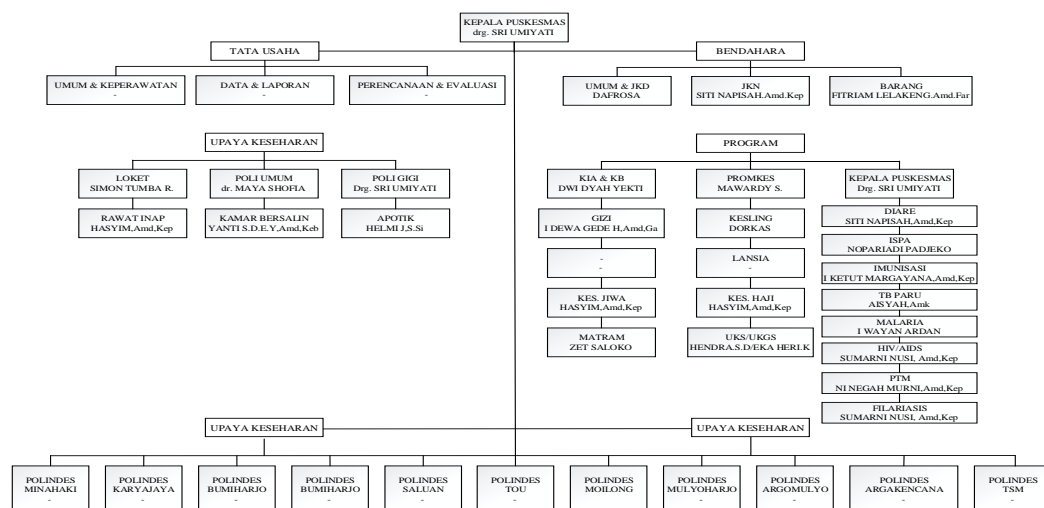 KEPALA PUSKESMAS
drg. SRI UMIYATI
TATA USAHA
BENDAHARA
UMUM & KEPERAWATAN
-
DATA & LAPORAN
-
PERENCANAAN & EVALUASI
-
UMUM & JKD
DAFROSA
JKN
SITI NAPISAH.Amd.Kep
BARANG
FITRIAM LELAKENG.Amd.Far
UPAYA KESEHARAN
PROGRAM
LOKET
SIMON TUMBA R.
POLI UMUM
dr. MAYA SHOFIA
POLI GIGI
Drg. SRI UMIYATI
RAWAT INAP
HASYIM,Amd,Kep
KAMAR BERSALIN
YANTI S.D.E.Y,Amd,Keb
APOTIK
HELMI J,S.Si
KIA & KB
DWI DYAH YEKTI
PROMKES
MAWARDY S.
KEPALA PUSKESMAS
Drg. SRI UMIYATI
GIZI
I DEWA GEDE H,Amd,Ga
KESLING
DORKAS
DIARE
SITI NAPISAH,Amd,Kep
-
-
LANSIA
-
ISPA
NOPARIADI PADJEKO
IMUNISASI
I KETUT MARGAYANA,Amd,Kep
KES. JIWA
HASYIM,Amd,Kep
KES. HAJI
HASYIM,Amd,Kep
TB PARU
AISYAH,Amk
MALARIA
I WAYAN ARDAN
MATRAM
ZET SALOKO
UKS/UKGS
HENDRA.S.D/EKA HERI.K
HIV/AIDS
SUMARNI NUSI, Amd,Kep
PTM
NI NEGAH MURNI,Amd,Kep
FILARIASIS
SUMARNI NUSI, Amd,Kep
UPAYA KESEHARAN
UPAYA KESEHARAN
POLINDES
MINAHAKI
-
POLINDES
KARYAJAYA
-
POLINDES
BUMIHARJO
-
POLINDES
BUMIHARJO
-
POLINDES
SALUAN
-
POLINDES
TOU
-
POLINDES
MOILONG
-
POLINDES
MULYOHARJO
-
POLINDES
ARGOMULYO
-
POLINDES
ARGAKENCANA
-
POLINDES
TSM
-